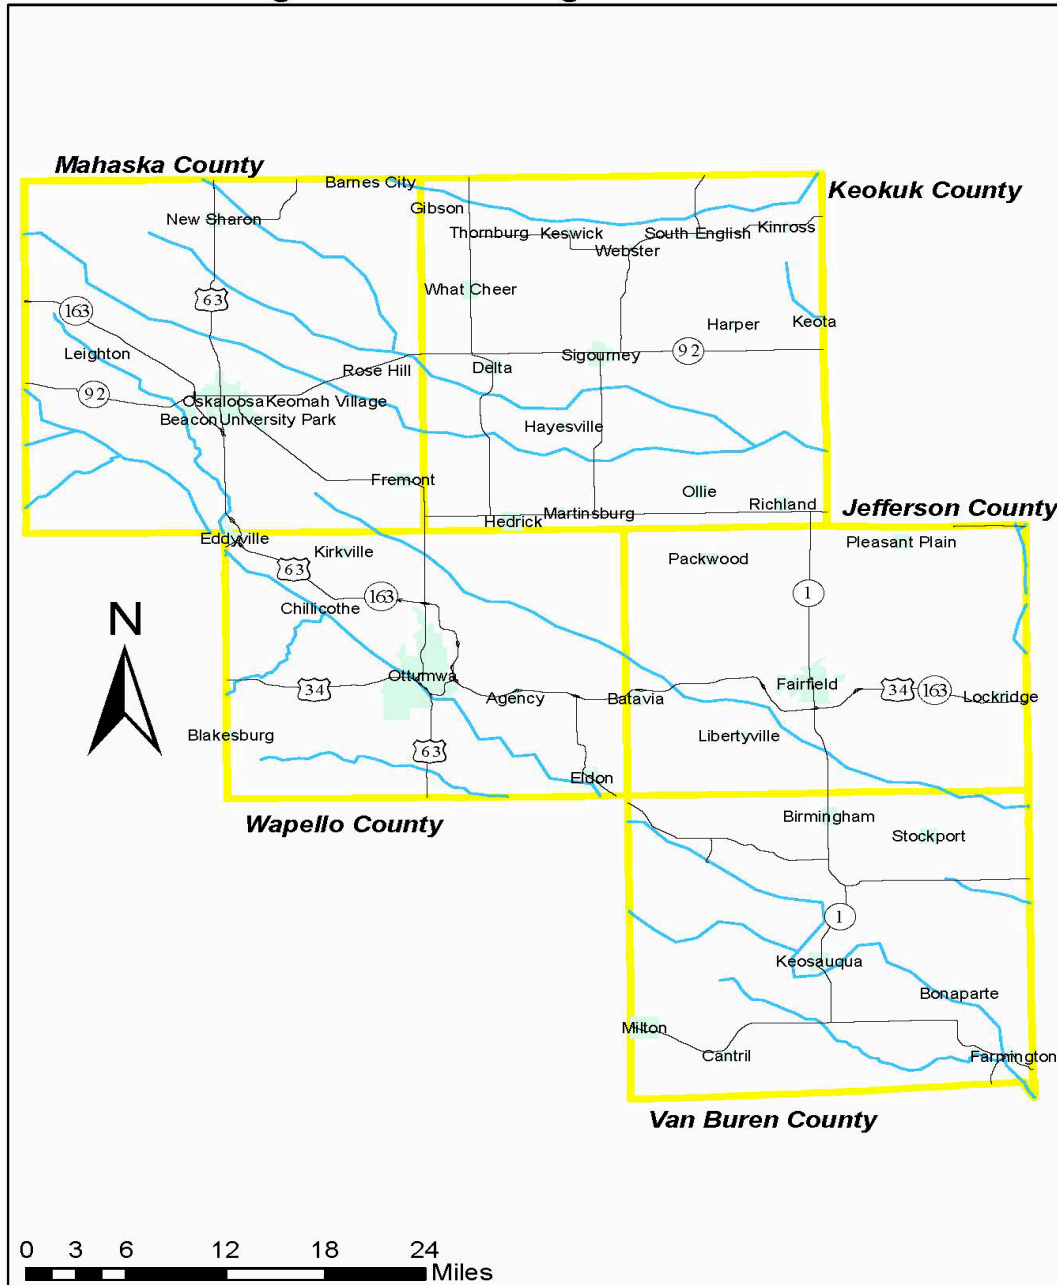 Mahaska County
Barnes City
Keokuk County
Gibson
New Sharon
Kinross
Thornburg
Keswick
South English
Webster
What Cheer
63
163
Harper
Keota
Leighton
Sigourney
92
Rose Hill
Delta
92
Oskaloosa
Keomah Village
Beacon
University Park
Hayesville
Fremont
Ollie
Richland
Jefferson County
Hedrick
Martinsburg
Eddyville
Kirkville
Pleasant Plain
Packwood
63
163
1
Chillicothe
N
Ottumwa
Fairfield
34
34
163
Agency
Batavia
Lockridge
Blakesburg
63
Libertyville
Eldon
Birmingham
Wapello County
Stockport
1
Keosauqua
Bonaparte
Milton
Cantril
Farmington
Van Buren County
0 3 6 12 18 24
Miles